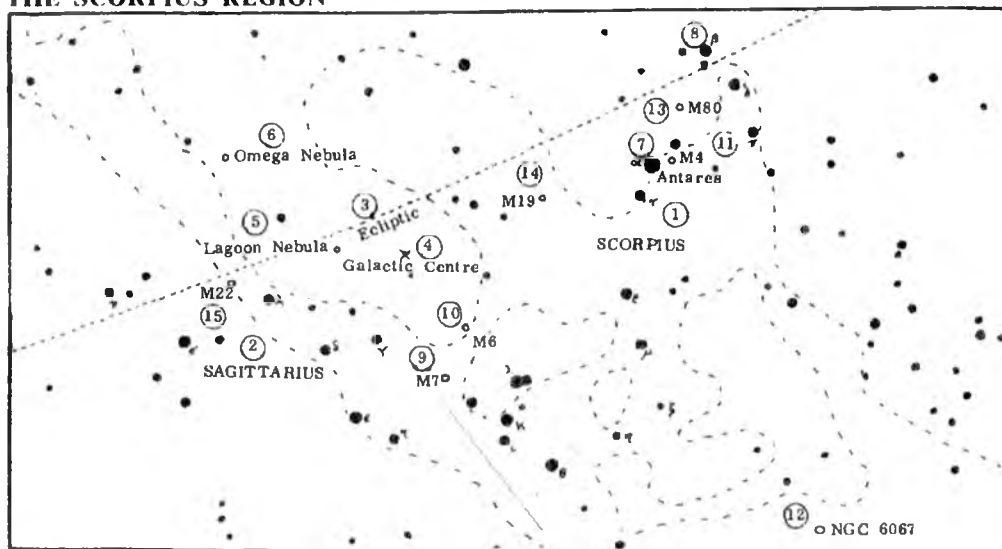 THE SCORPIUS REGION
8 β
13 M80
6
Omega Nebula
7 11
α M4
Antares
14
M19
τ
1
SCORPIUS
3
Ecliptic
5
Lagoon Nebula
4
Galactic Centre
M22
λ
15
2
SAGITTARIUS
10
M6
9
M7
γ
δ
ε
μ
ζ
η
κ
θ
12
NGC 6067